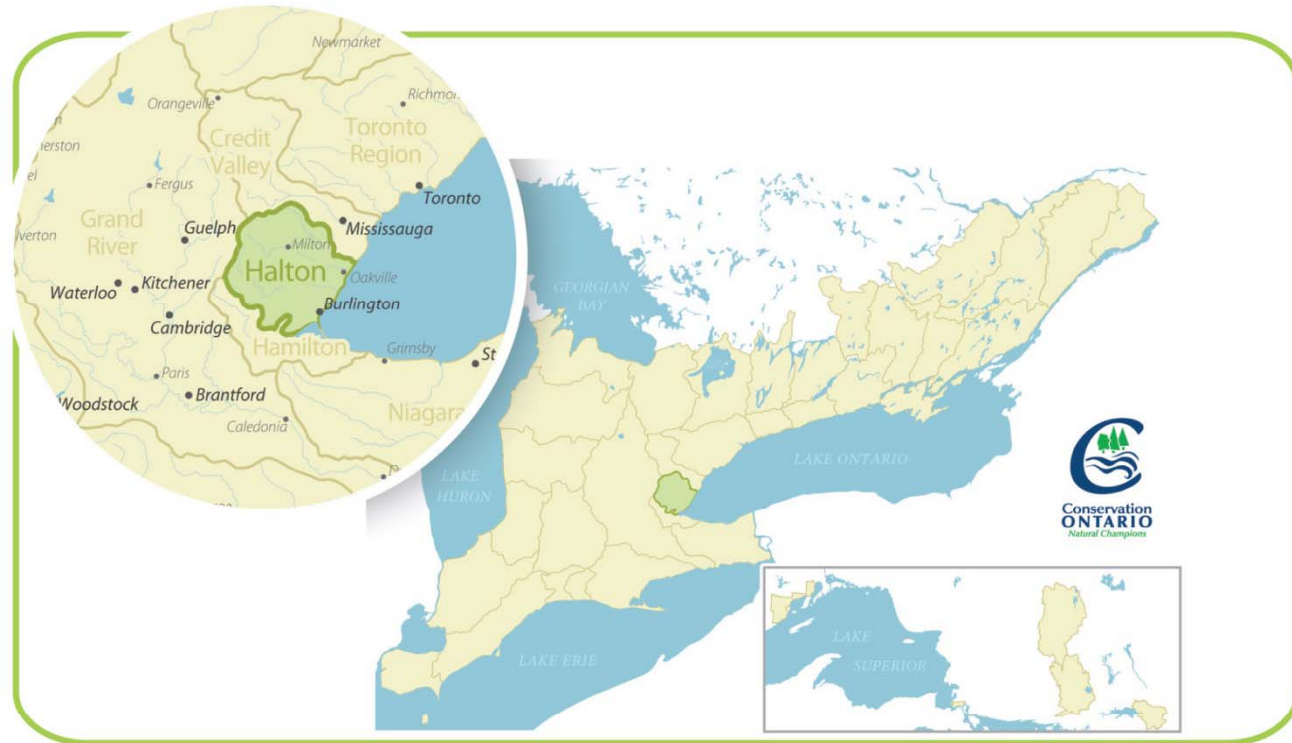 Newmarket
Orangeville
Richmo
Credit
Valley
Toronto
Region
Toronto
Fergus
Grand
River
Guelph
Mississauga
Milton
Halton
Oakville
Waterloo
Kitchener
Burlington
Cambridge
Hamilton
Grimsby
St
Paris
Brantford
Woodstock
Caledonia
Niagara
GEORGIAN
BAY
LAKE
HURON
LAKE ONTARIO
LAKE ERIE
Conservation
ONTARIO
Natural Champions
LAKE
SUPERIOR